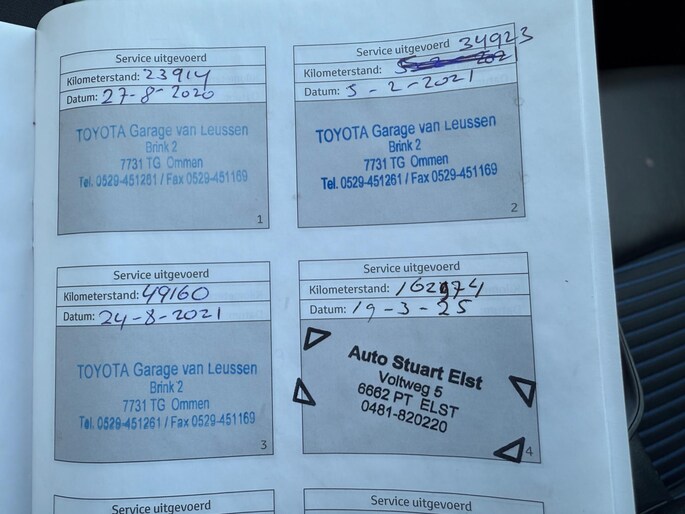 Service uitgevoerd
Kilometerstand: 23914
Datum: 27-8-2020
TOYOTA Garage van Leussen
Brink 2
7731 TG Ommen
Tel. 0529-451261 / Fax 0529-451169
1
Service uitgevoerd 34923
Kilometerstand:
Datum: 5-2-2021
TOYOTA Garage van Leussen
Brink 2
7731 TG Ommen
Tel. 0529-451261 / Fax 0529-451169
2
Service uitgevoerd
Kilometerstand: 49160
Datum: 24-8-2021
TOYOTA Garage van Leussen
Brink 2
7731 TG Ommen
Tel. 0529-451261 / Fax 0529-451169
3
Service uitgevoerd
Kilometerstand:
Datum: 19-3-25
Auto Stuart Elst
Voltweg 5
6662 PT ELST
0481-820220
4
Service uitgevoerd
Service uitgevoerd